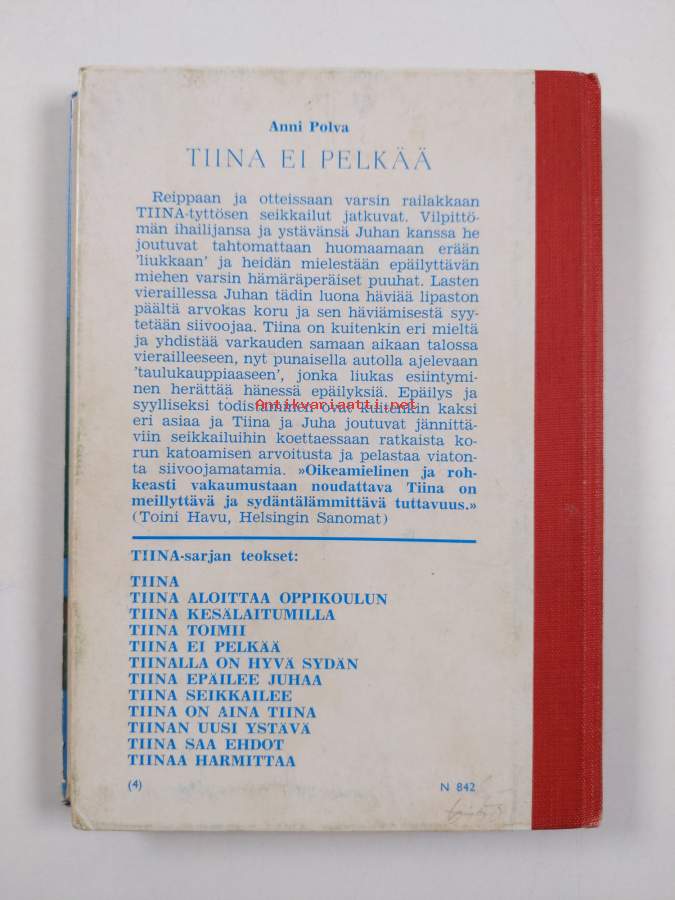 Anni Polva
TIINA EI PELKÄÄ
Reippaan ja otteissaan varsin railakkaan
TIINA-tyttösen seikkailut jatkuvat. Vilpittö-
män ihailijansa ja ystävänsä Juhan kanssa he
joutuvat tahtomattaan huomaamaan erään
'liukkaan' ja heidän mielestään epäilyttävän
miehen varsin hämäräperäiset puuhat. Lasten
vieraillessa Juhan tädin luona häviää lipaston
päältä arvokas koru ja sen häviämisestä syy-
tetään siivoojaa. Tiina on kuitenkin eri mieltä
ja yhdistää varkauden samaan aikaan talossa
vierailleeseen, nyt punaisella autolla ajelevaan
'taulukauppiaaseen', jonka liukas esiintymi-
nen herättää hänessä epäilyksiä. Epäilys ja
antikvariaatti.net
syylliseksi todistaminen ovat kuitenkin kaksi
eri asiaa ja Tiina ja Juha joutuvat jännittä-
viin seikkailuihin koettaessaan ratkaista ko-
run katoamisen arvoitusta ja pelastaa viaton-
ta siivoojamatamia. »Oikeamielinen ja roh-
keasti vakaumustaan noudattava Tiina on
meillyttävä ja sydäntälämmittävä tuttavuus.»
(Toini Havu, Helsingin Sanomat)
TIINA-sarjan teokset:
TIINA
TIINA ALOITTAA OPPIKOULUN
TIINA KESÄLAITUMILLA
TIINA TOIMII
TIINA EI PELKÄÄ
TIINALLA ON HYVÄ SYDÄN
TIINA EPÄILEE JUHAA
TIINA SEIKKAILEE
TIINA ON AINA TIINA
TIINAN UUSI YSTÄVÄ
TIINA SAA EHDOT
TIINAA HARMITTAA
(4)
N 842